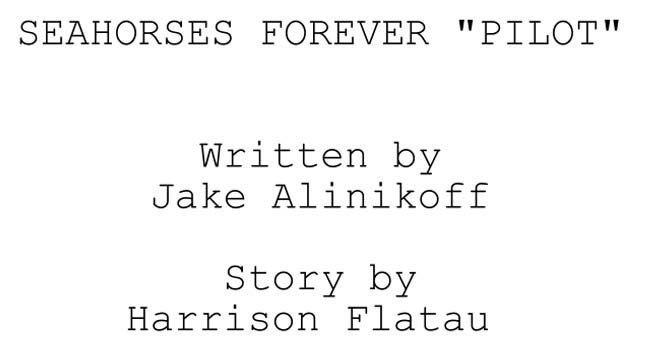 SEAHORSES FOREVER "PILOT"
Written by
Jake Alinikoff
Story by
Harrison Flatau